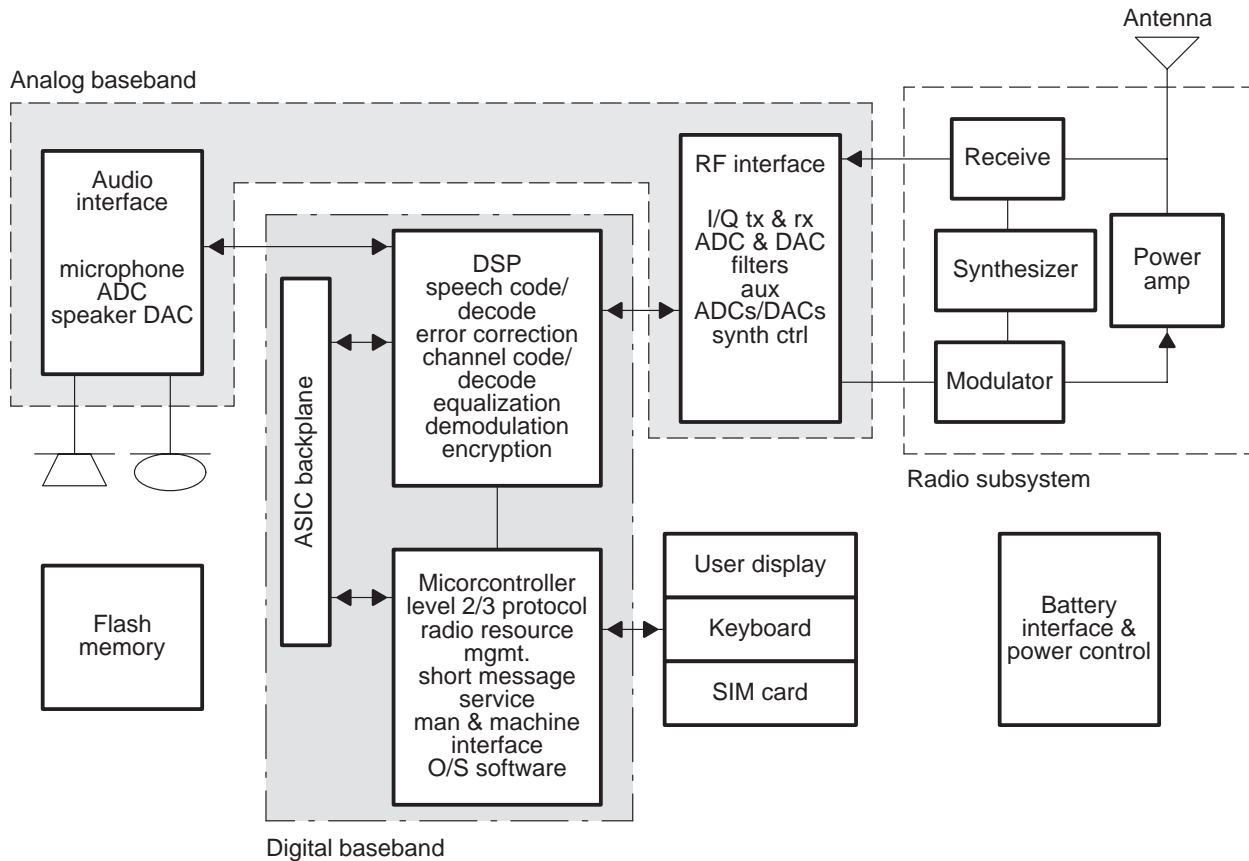 Antenna
Analog baseband
Audio
interface
microphone
ADC
speaker DAC
RF interface
I/Q tx & rx
ADC & DAC
filters
aux
ADCs/DACs
synth ctrl
Receive
Synthesizer
Modulator
Power
amp
Radio subsystem
DSP
speech code/
decode
error correction
channel code/
decode
equalization
demodulation
encryption
ASIC backplane
Micorcontroller
level 2/3 protocol
radio resource
mgmt.
short message
service
man & machine
interface
O/S software
Flash
memory
User display
Keyboard
SIM card
Battery
interface &
power control
Digital baseband